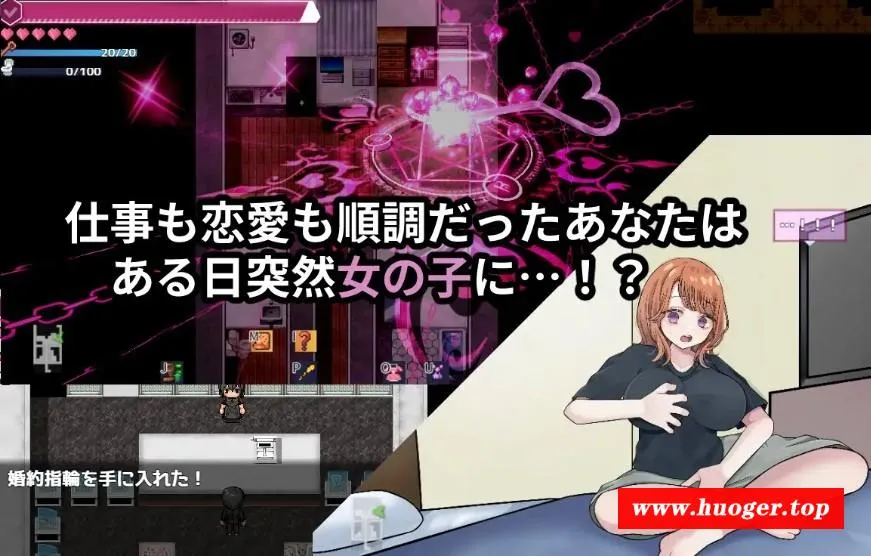 20/20
0/100
仕事も恋愛も順調だったあなたは
ある日突然女の子に…！？
…！！！
M
I
J
P
Q
U
婚約指輪を手に入れた！
www.huoger.top